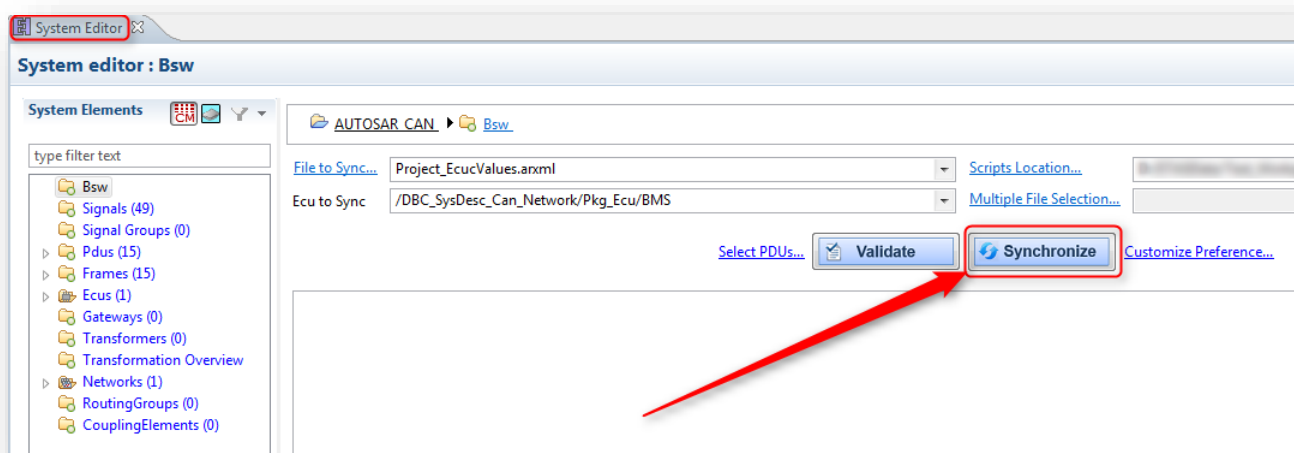 System Editor
System editor : Bsw
System Elements
CM
type filter text
Bsw
Signals (49)
Signal Groups (0)
Pdus (15)
Frames (15)
Ecus (1)
Gateways (0)
Transformers (0)
Transformation Overview
Networks (1)
RoutingGroups (0)
CouplingElements (0)
AUTOSAR CAN Bsw
File to Sync... Project_EcucValues.arxml Scripts Location...
Ecu to Sync /DBC_SysDesc_Can_Network/Pkg_Ecu/BMS Multiple File Selection...
Select PDUs... Validate Synchronize Customize Preference...